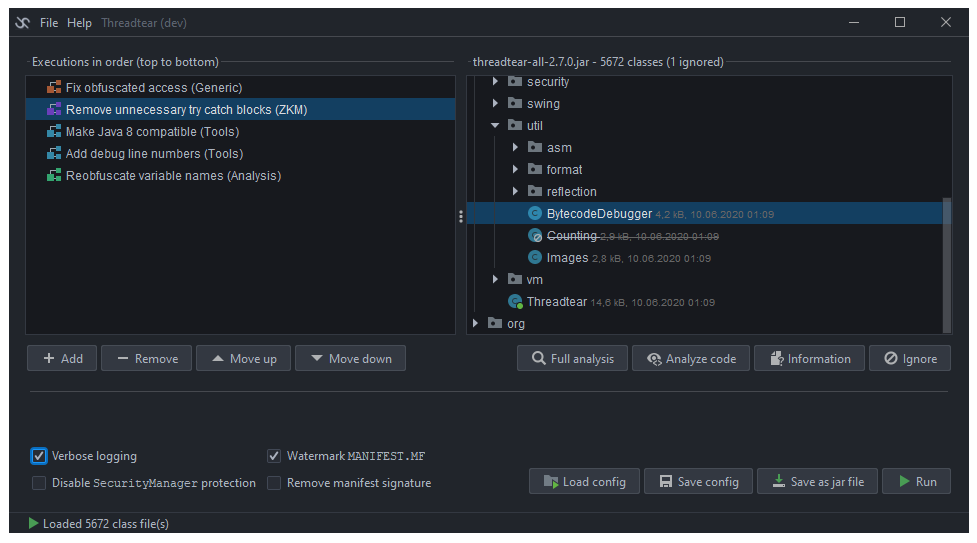 File Help Threadtear (dev)
Executions in order (top to bottom)
Fix obfuscated access (Generic)
Remove unnecessary try catch blocks (ZKM)
Make Java 8 compatible (Tools)
Add debug line numbers (Tools)
Reobfuscate variable names (Analysis)
threadtear-all-2.7.0.jar - 5672 classes (1 ignored)
security
swing
util
asm
format
reflection
BytecodeDebugger 4,2 kB, 10.06.2020 01:09
Counting 2,9 kB, 10.06.2020 01:09
Images 2,8 kB, 10.06.2020 01:09
vm
Threadtear 14,6 kB, 10.06.2020 01:09
org
Add Remove Move up Move down
Full analysis Analyze code Information Ignore
Verbose logging Watermark MANIFEST.MF
Disable SecurityManager protection Remove manifest signature
Load config Save config Save as jar file Run
Loaded 5672 class file(s)